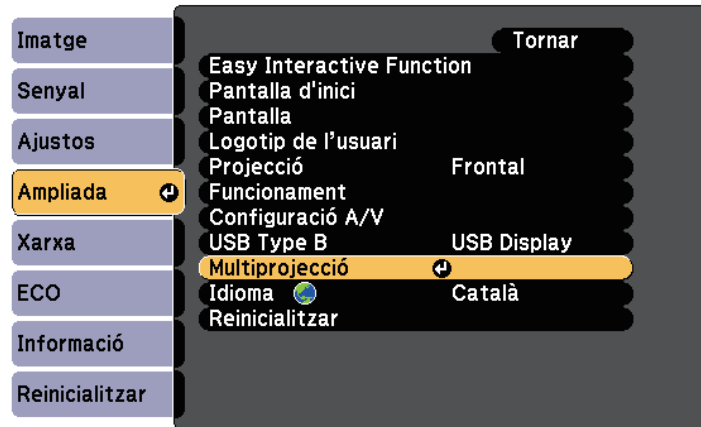 Imatge
Senyal
Ajustos
Ampliada
Xarxa
ECO
Informació
Reinicialitzar
Tornar
Easy Interactive Function
Pantalla d'inici
Pantalla
Logotip de l’usuari
Projecció Frontal
Funcionament
Configuració A/V
USB Type B USB Display
Multiprojecció
Idioma Català
Reinicialitzar